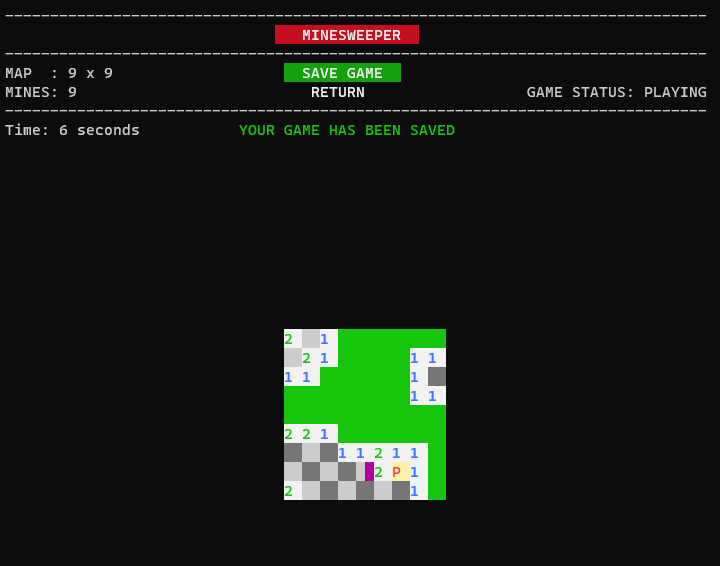 MINESWEEPER
MAP : 9 x 9 SAVE GAME
MINES: 9 RETURN GAME STATUS: PLAYING
Time: 6 seconds YOUR GAME HAS BEEN SAVED
2 1
2 1 1 1
1 1 1
1 1
2 2 1
1 1 2 1 1
2 P 1
2 1